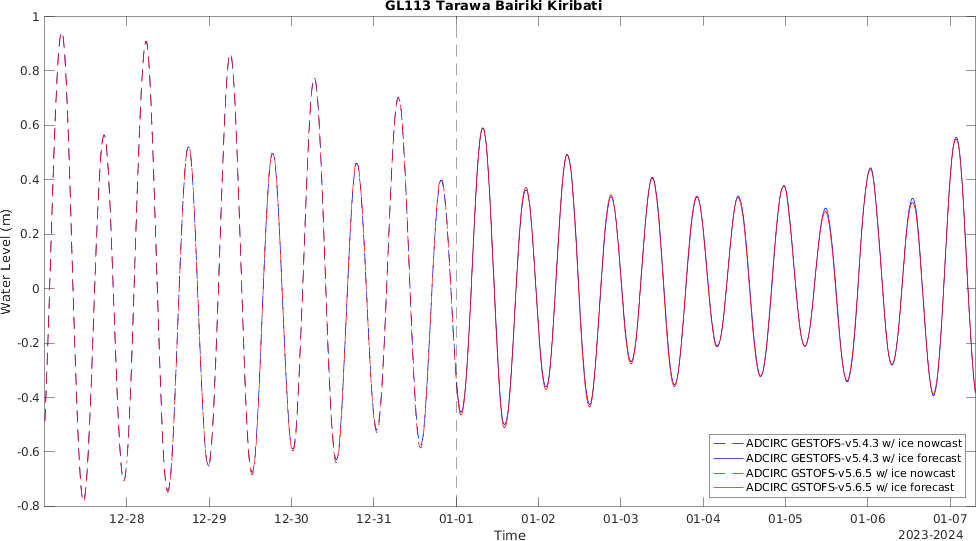 GL113 Tarawa Bairiki Kiribati
1
0.8
0.6
0.4
0.2
0
-0.2
-0.4
-0.6
-0.8
Water Level (m)
ADCIRC GESTOFS-v5.4.3 w/ ice nowcast
ADCIRC GESTOFS-v5.4.3 w/ ice forecast
ADCIRC GSTOFS-v5.6.5 w/ ice nowcast
ADCIRC GSTOFS-v5.6.5 w/ ice forecast
12-28 12-29 12-30 12-31 01-01 01-02 01-03 01-04 01-05 01-06 01-07
Time
2023-2024